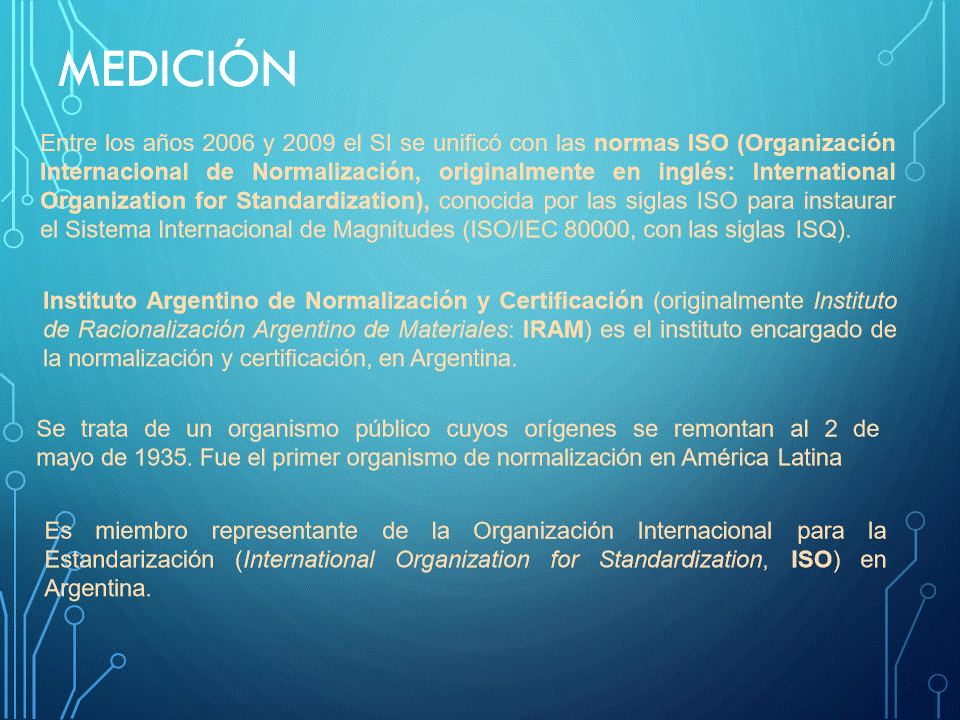 MEDICIÓN
Entre los años 2006 y 2009 el SI se unificó con las normas ISO (Organización
Internacional de Normalización, originalmente en inglés: International
Organization for Standardization), conocida por las siglas ISO para instaurar
el Sistema Internacional de Magnitudes (ISO/IEC 80000, con las siglas ISQ).
Instituto Argentino de Normalización y Certificación (originalmente Instituto
de Racionalización Argentino de Materiales: IRAM) es el instituto encargado de
la normalización y certificación, en Argentina.
Se trata de un organismo público cuyos orígenes se remontan al 2 de
mayo de 1935. Fue el primer organismo de normalización en América Latina
Es miembro representante de la Organización Internacional para la
Estandarización (International Organization for Standardization, ISO) en
Argentina.